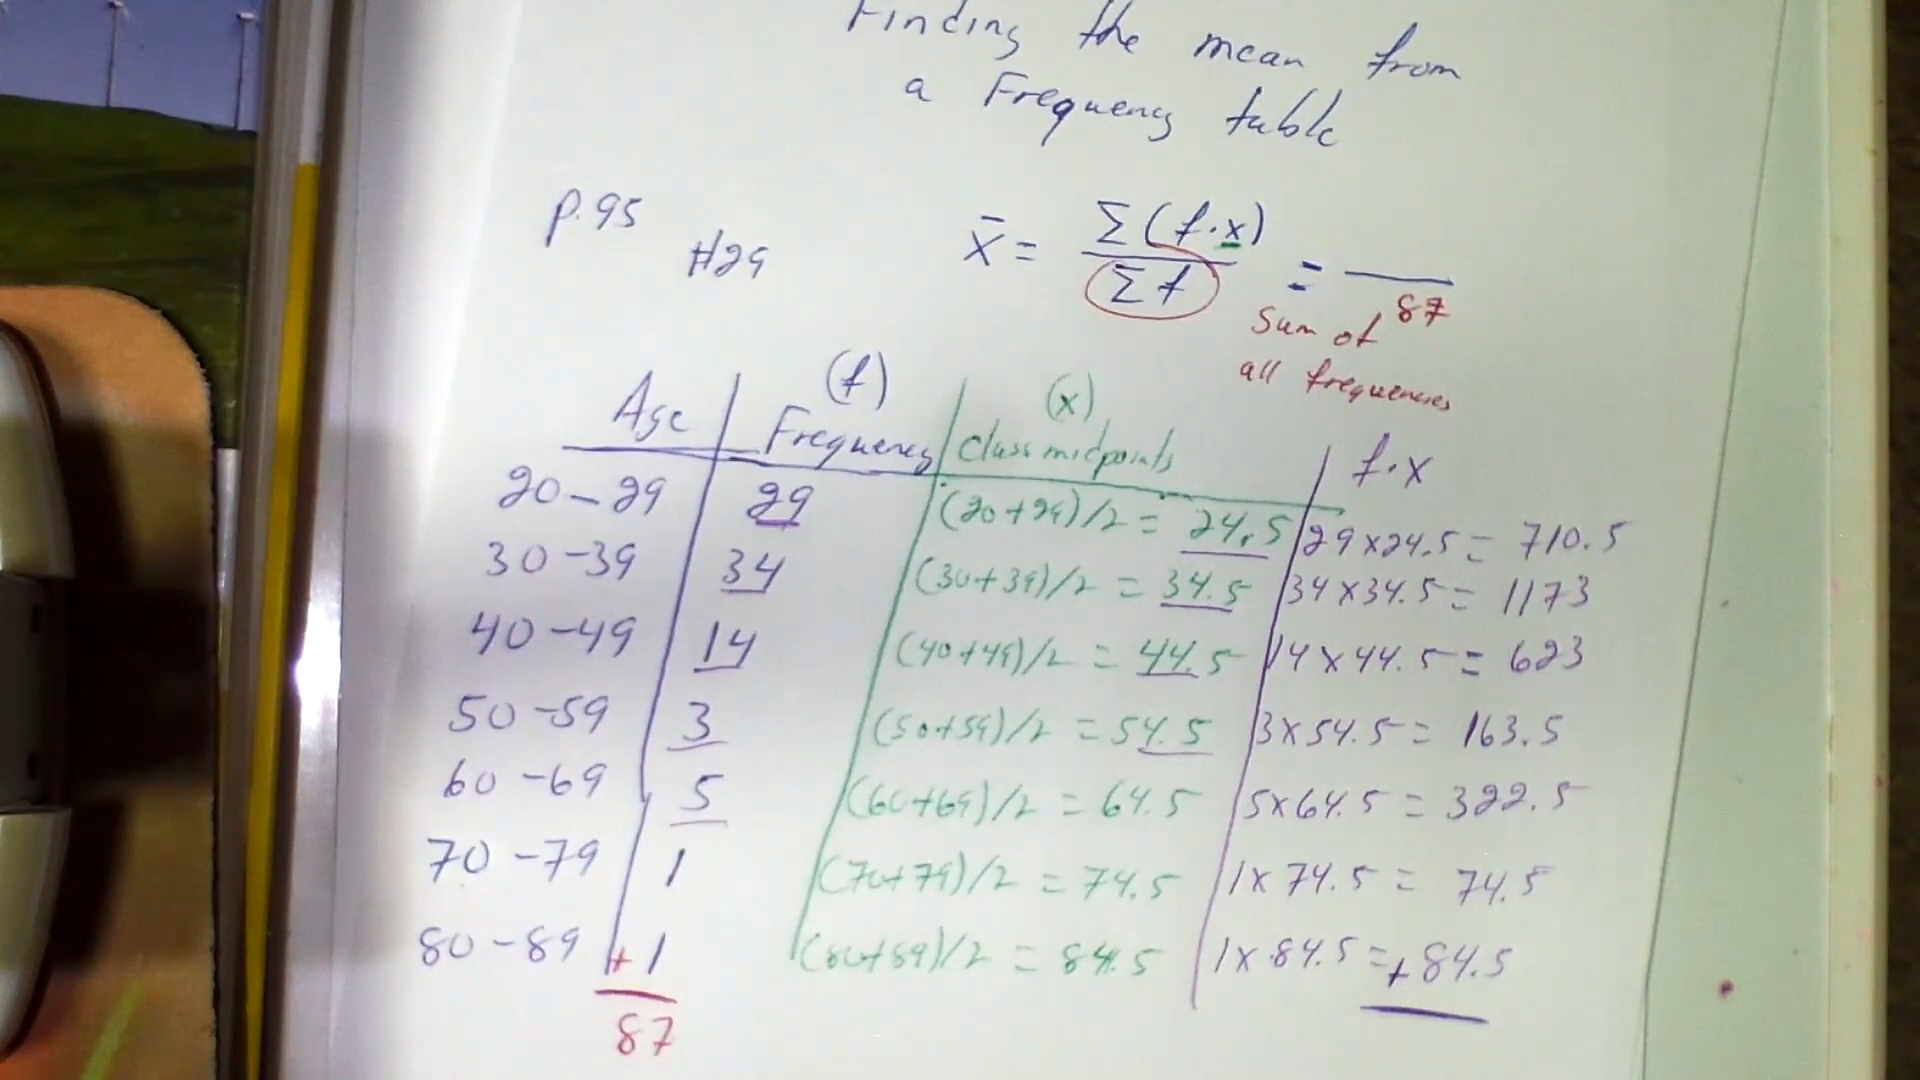 Finding the mean from
a Frequency table
p. 95
#29
x̄ = Σ(f·x) / Σf = ___ / 87
Sum of
all frequencies
Age | (f) Frequency | (x) Class midpoints | f·x
20-29 | 29 | (20+29)/2 = 24.5 | 29×24.5 = 710.5
30-39 | 34 | (30+39)/2 = 34.5 | 34×34.5 = 1173
40-49 | 14 | (40+49)/2 = 44.5 | 14×44.5 = 623
50-59 | 3 | (50+59)/2 = 54.5 | 3×54.5 = 163.5
60-69 | 5 | (60+69)/2 = 64.5 | 5×64.5 = 322.5
70-79 | 1 | (70+79)/2 = 74.5 | 1×74.5 = 74.5
80-89 | +1 | (80+89)/2 = 84.5 | 1×84.5 = +84.5
87